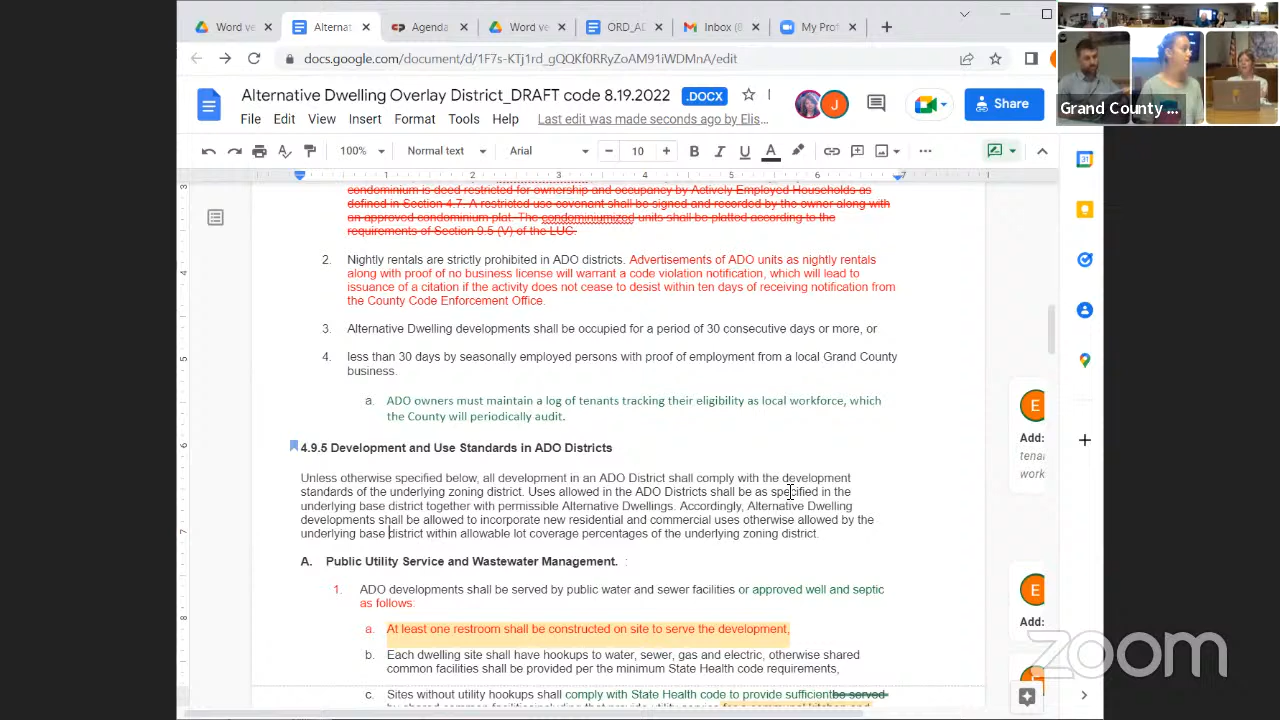 Word ve
Alternat
Agenda
Word ve
ORD_AD
Inbox @
My Prof
docs.google.com/document/d/1F7s-KTj1rd_gQQKf0RRyZoAM91iWDMnA/edit
Grand County ...
Alternative Dwelling Overlay District_DRAFT code 8.19.2022
.DOCX
J
Share
File Edit View Insert Format Tools Help Last edit was made seconds ago by Elis...
100% Normal text Arial 10 B I U A
condominium is deed restricted for ownership and occupancy by Actively Employed Households as
defined in Section 4.7. A restricted use covenant shall be signed and recorded by the owner along with
an approved condominium plat. The condominiumized units shall be platted according to the
requirements of Section 9.5 (V) of the LUC.
2. Nightly rentals are strictly prohibited in ADO districts. Advertisements of ADO units as nightly rentals
along with proof of no business license will warrant a code violation notification, which will lead to
issuance of a citation if the activity does not cease to desist within ten days of receiving notification from
the County Code Enforcement Office.
3. Alternative Dwelling developments shall be occupied for a period of 30 consecutive days or more, or
4. less than 30 days by seasonally employed persons with proof of employment from a local Grand County
business.
a. ADO owners must maintain a log of tenants tracking their eligibility as local workforce, which
the County will periodically audit.
4.9.5 Development and Use Standards in ADO Districts
Unless otherwise specified below, all development in an ADO District shall comply with the development
standards of the underlying zoning district. Uses allowed in the ADO Districts shall be as specified in the
underlying base district together with permissible Alternative Dwellings. Accordingly, Alternative Dwelling
developments shall be allowed to incorporate new residential and commercial uses otherwise allowed by the
underlying base district within allowable lot coverage percentages of the underlying zoning district.
A. Public Utility Service and Wastewater Management. :
1. ADO developments shall be served by public water and sewer facilities or approved well and septic
as follows:
a. At least one restroom shall be constructed on site to serve the development,
b. Each dwelling site shall have hookups to water, sewer, gas and electric, otherwise shared
common facilities shall be provided per the minimum State Health code requirements,
c. Sites without utility hookups shall comply with State Health code to provide sufficientbe served
E
Add:
tena
work
E
Add:
zoom